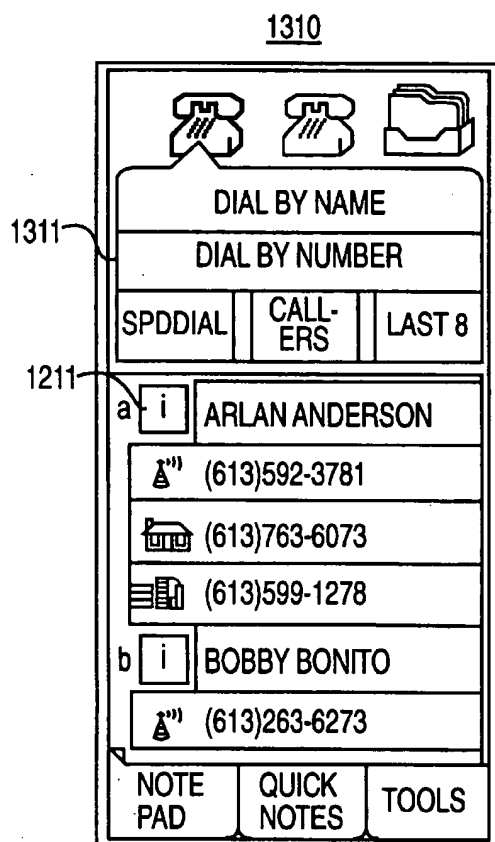 1310
DIAL BY NAME
1311
DIAL BY NUMBER
SPDDIAL
CALL-
ERS
LAST 8
1211
a i ARLAN ANDERSON
(613)592-3781
(613)763-6073
(613)599-1278
b i BOBBY BONITO
(613)263-6273
NOTE
PAD
QUICK
NOTES
TOOLS